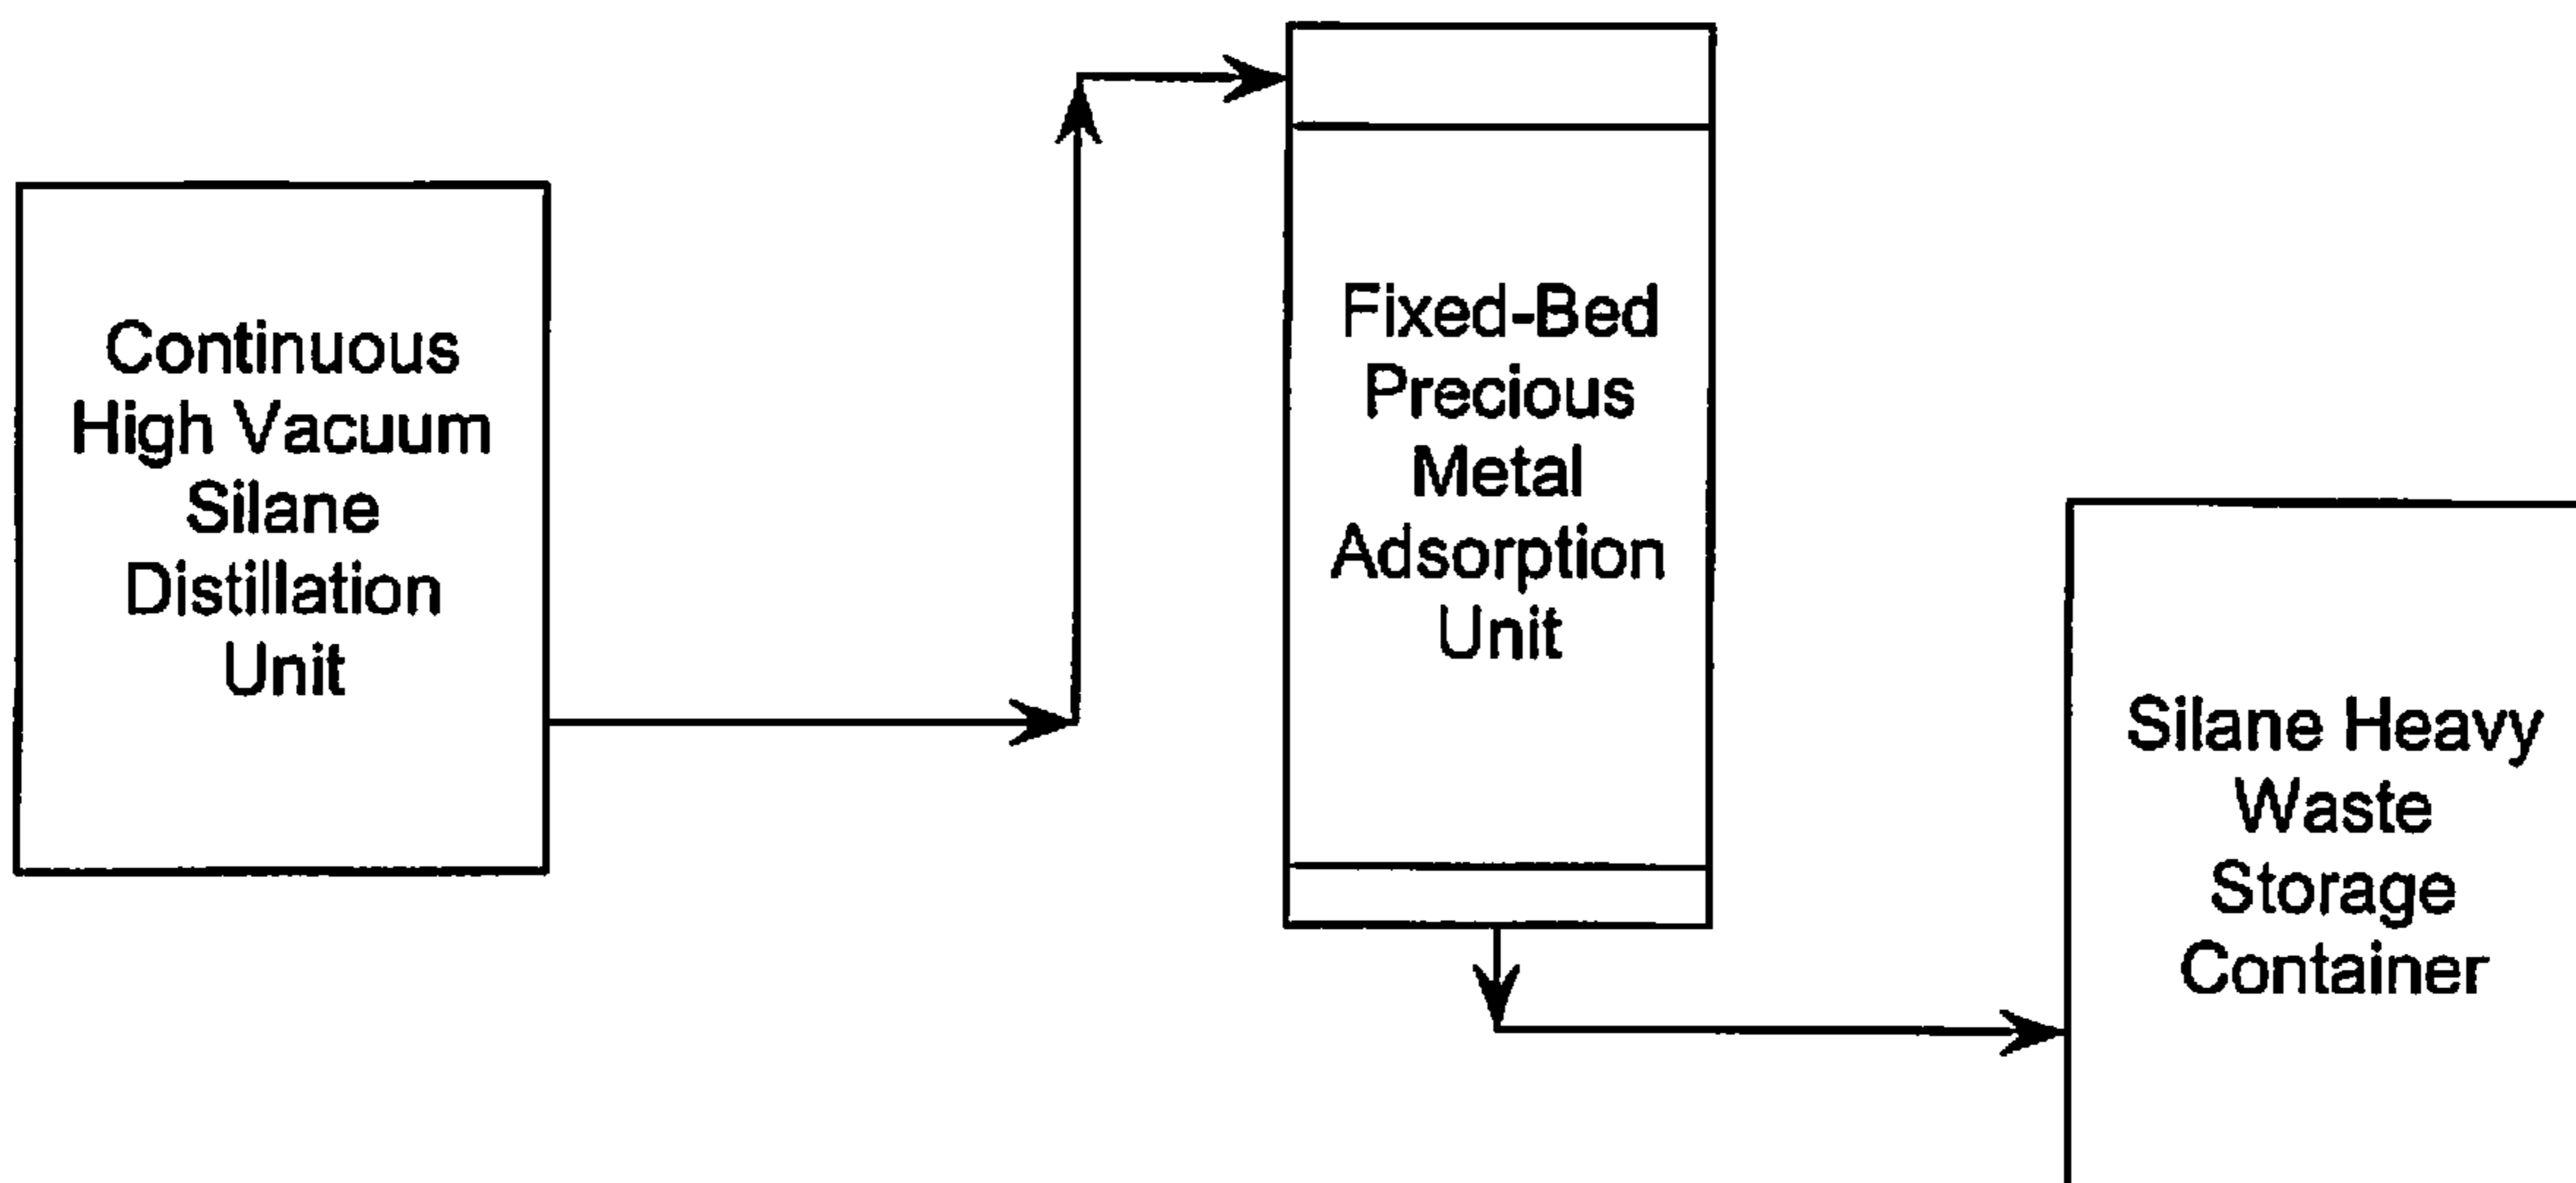 Continuous
High Vacuum
Silane
Distillation
Unit
Fixed-Bed
Precious
Metal
Adsorption
Unit
Silane Heavy
Waste
Storage
Container